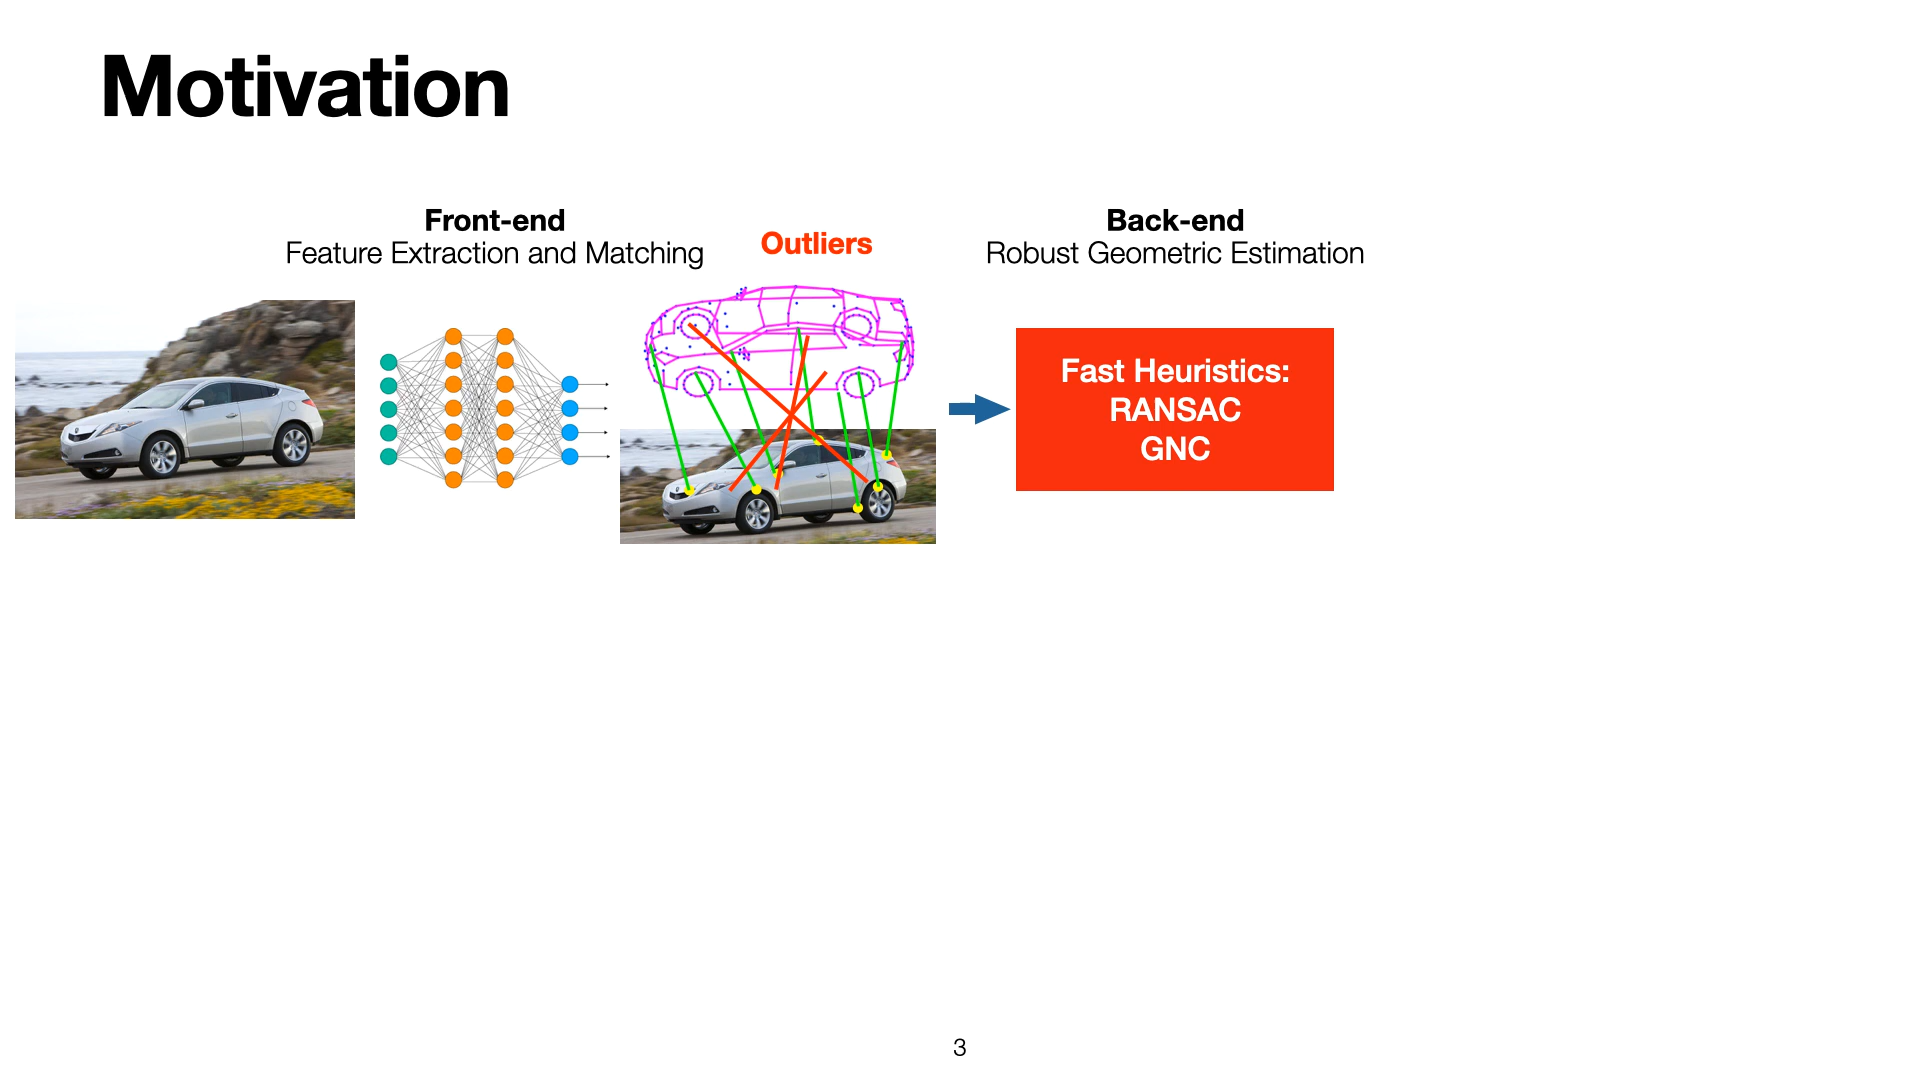 Motivation
Front-end
Feature Extraction and Matching
Outliers
Back-end
Robust Geometric Estimation
Fast Heuristics:
RANSAC
GNC
3